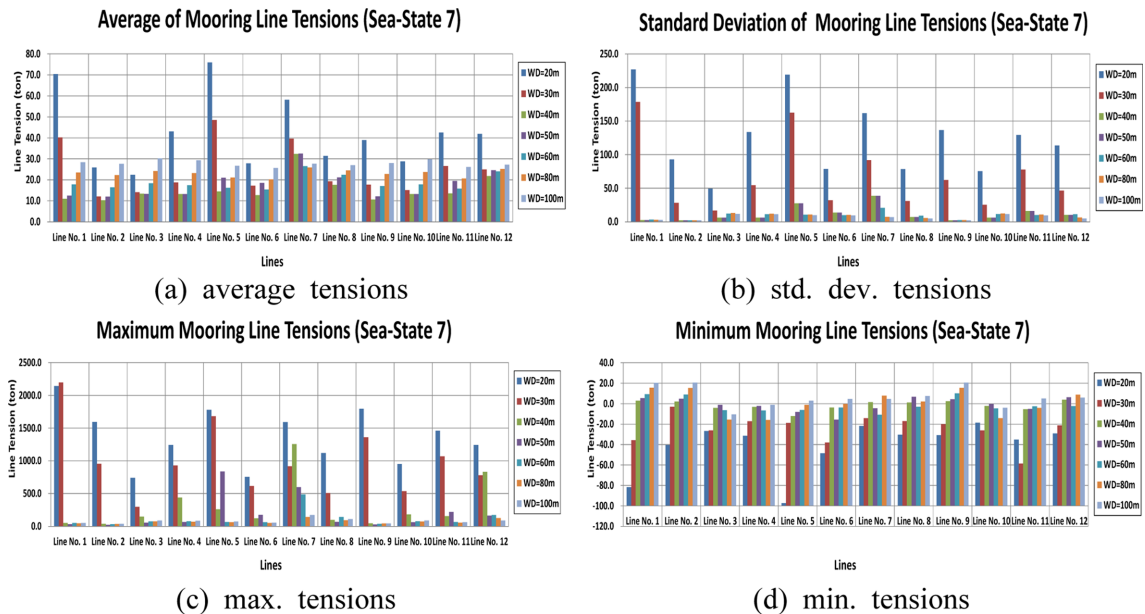 Average of Mooring Line Tensions (Sea-State 7)
Line Tension (ton)
80.0
70.0
60.0
50.0
40.0
30.0
20.0
10.0
0.0
Line No. 1 Line No. 2 Line No. 3 Line No. 4 Line No. 5 Line No. 6 Line No. 7 Line No. 8 Line No. 9 Line No. 10 Line No. 11 Line No. 12
Lines
WD=20m
WD=30m
WD=40m
WD=50m
WD=60m
WD=80m
WD=100m
(a) average tensions
Standard Deviation of Mooring Line Tensions (Sea-State 7)
Line Tension (ton)
250.0
200.0
150.0
100.0
50.0
0.0
Line No. 1 Line No. 2 Line No. 3 Line No. 4 Line No. 5 Line No. 6 Line No. 7 Line No. 8 Line No. 9 Line No. 10 Line No. 11 Line No. 12
Lines
WD=20m
WD=30m
WD=40m
WD=50m
WD=60m
WD=80m
WD=100m
(b) std. dev. tensions
Maximum Mooring Line Tensions (Sea-State 7)
Line Tension (ton)
2500.0
2000.0
1500.0
1000.0
500.0
0.0
Line No. 1 Line No. 2 Line No. 3 Line No. 4 Line No. 5 Line No. 6 Line No. 7 Line No. 8 Line No. 9 Line No. 10 Line No. 11 Line No. 12
Lines
WD=20m
WD=30m
WD=40m
WD=50m
WD=60m
WD=80m
WD=100m
(c) max. tensions
Minimum Mooring Line Tensions (Sea-State 7)
Line Tension (ton)
40.0
20.0
0.0
-20.0
-40.0
-60.0
-80.0
-100.0
-120.0
Line No. 1 Line No. 2 Line No. 3 Line No. 4 Line No. 5 Line No. 6 Line No. 7 Line No. 8 Line No. 9 Line No. 10 Line No. 11 Line No. 12
Lines
WD=20m
WD=30m
WD=40m
WD=50m
WD=60m
WD=80m
WD=100m
(d) min. tensions